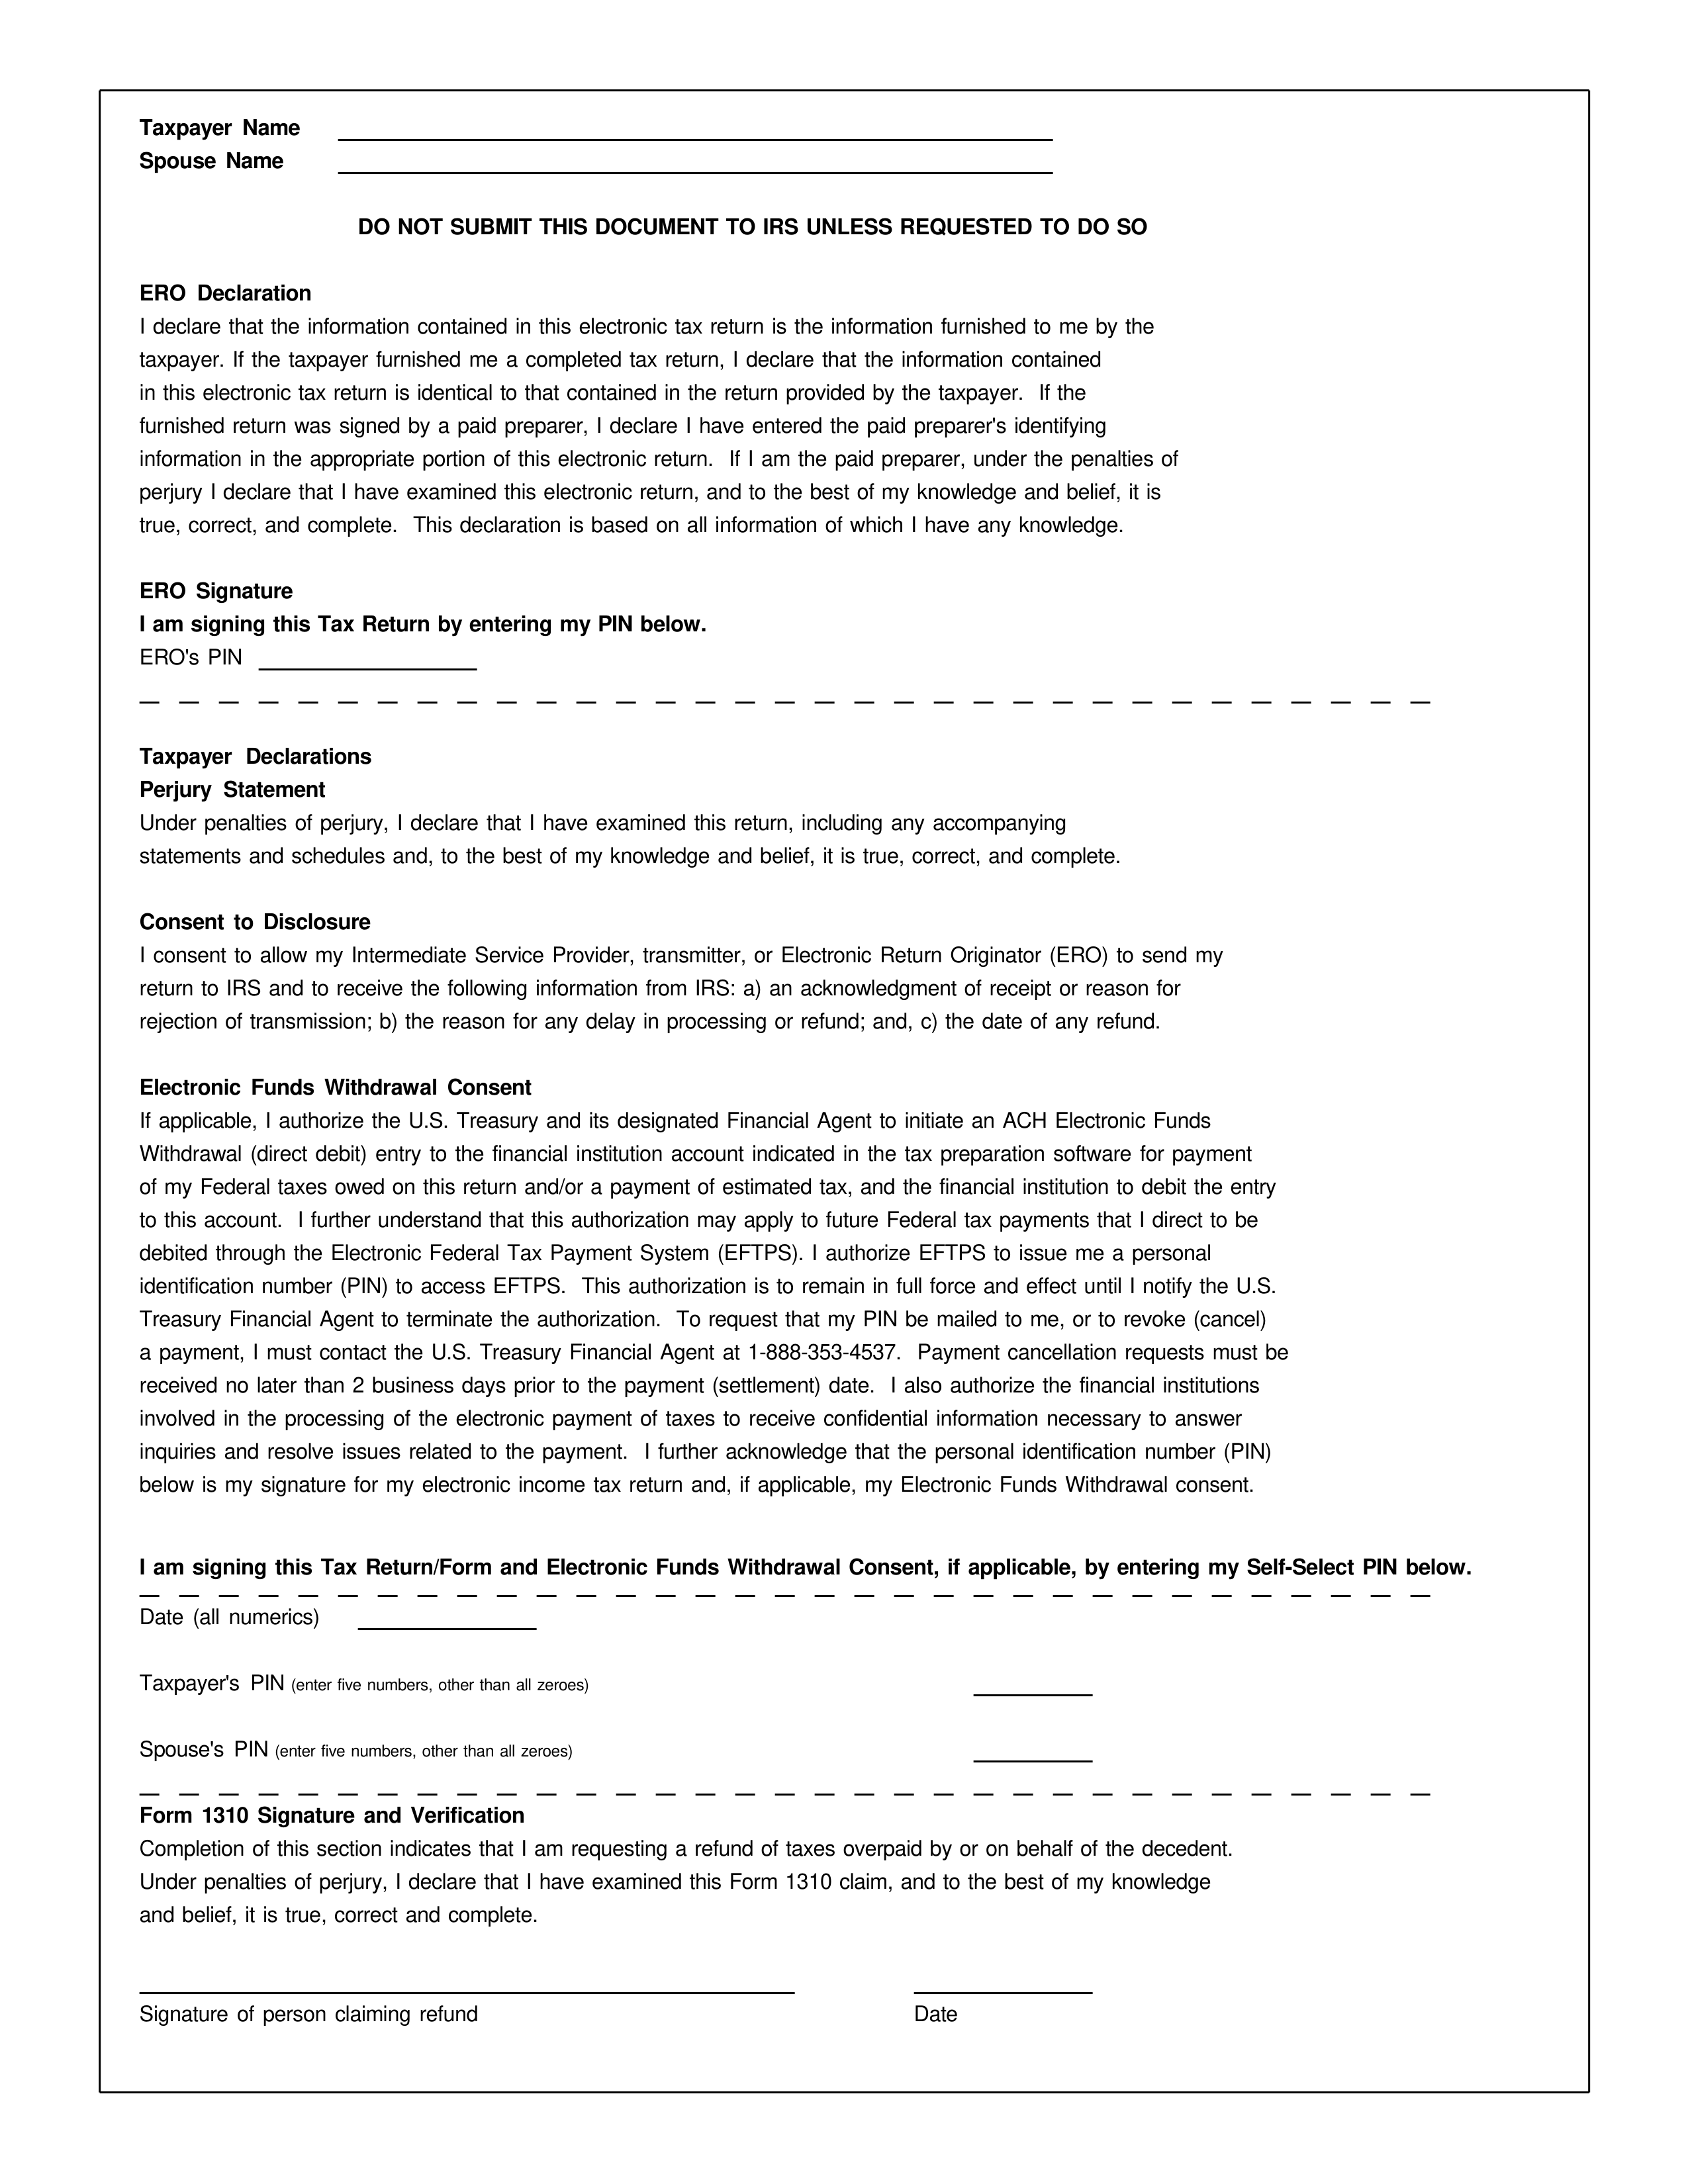 Taxpayer Name
Spouse Name
DO NOT SUBMIT THIS DOCUMENT TO IRS UNLESS REQUESTED TO DO SO
ERO Declaration
I declare that the information contained in this electronic tax return is the information furnished to me by the
taxpayer. If the taxpayer furnished me a completed tax return, I declare that the information contained
in this electronic tax return is identical to that contained in the return provided by the taxpayer. If the
furnished return was signed by a paid preparer, I declare I have entered the paid preparer's identifying
information in the appropriate portion of this electronic return. If I am the paid preparer, under the penalties of
perjury I declare that I have examined this electronic return, and to the best of my knowledge and belief, it is
true, correct, and complete. This declaration is based on all information of which I have any knowledge.
ERO Signature
I am signing this Tax Return by entering my PIN below.
ERO's PIN
Taxpayer Declarations
Perjury Statement
Under penalties of perjury, I declare that I have examined this return, including any accompanying
statements and schedules and, to the best of my knowledge and belief, it is true, correct, and complete.
Consent to Disclosure
I consent to allow my Intermediate Service Provider, transmitter, or Electronic Return Originator (ERO) to send my
return to IRS and to receive the following information from IRS: a) an acknowledgment of receipt or reason for
rejection of transmission; b) the reason for any delay in processing or refund; and, c) the date of any refund.
Electronic Funds Withdrawal Consent
If applicable, I authorize the U.S. Treasury and its designated Financial Agent to initiate an ACH Electronic Funds
Withdrawal (direct debit) entry to the financial institution account indicated in the tax preparation software for payment
of my Federal taxes owed on this return and/or a payment of estimated tax, and the financial institution to debit the entry
to this account. I further understand that this authorization may apply to future Federal tax payments that I direct to be
debited through the Electronic Federal Tax Payment System (EFTPS). I authorize EFTPS to issue me a personal
identification number (PIN) to access EFTPS. This authorization is to remain in full force and effect until I notify the U.S.
Treasury Financial Agent to terminate the authorization. To request that my PIN be mailed to me, or to revoke (cancel)
a payment, I must contact the U.S. Treasury Financial Agent at 1-888-353-4537. Payment cancellation requests must be
received no later than 2 business days prior to the payment (settlement) date. I also authorize the financial institutions
involved in the processing of the electronic payment of taxes to receive confidential information necessary to answer
inquiries and resolve issues related to the payment. I further acknowledge that the personal identification number (PIN)
below is my signature for my electronic income tax return and, if applicable, my Electronic Funds Withdrawal consent.
I am signing this Tax Return/Form and Electronic Funds Withdrawal Consent, if applicable, by entering my Self-Select PIN below.
Date (all numerics)
Taxpayer's PIN (enter five numbers, other than all zeroes)
Spouse's PIN (enter five numbers, other than all zeroes)
Form 1310 Signature and Verification
Completion of this section indicates that I am requesting a refund of taxes overpaid by or on behalf of the decedent.
Under penalties of perjury, I declare that I have examined this Form 1310 claim, and to the best of my knowledge
and belief, it is true, correct and complete.
Signature of person claiming refund Date